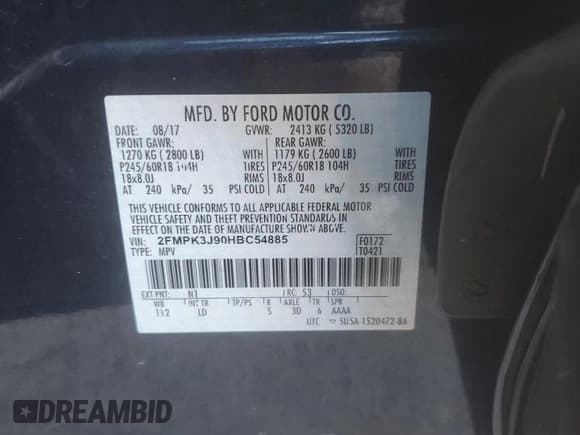 MFD. BY FORD MOTOR CO.
DATE: 08/17 GVWR: 2413 KG ( 5320 LB)
FRONT GAWR: REAR GAWR:
1270 KG ( 2800 LB) WITH 1179 KG ( 2600 LB) WITH
P245/60R18 104H TIRES P245/60R18 104H TIRES
18x8.0J RIMS 18x8.0J RIMS
AT 240 kPa/ 35 PSI COLD AT 240 kPa/ 35 PSI COLD
THIS VEHICLE CONFORMS TO ALL APPLICABLE FEDERAL MOTOR
VEHICLE SAFETY AND THEFT PREVENTION STANDARDS IN
EFFECT ON THE DATE OF MANUFACTURE SHOWN ABOVE.
VIN: 2FMPK3J90HBC54885 F0172
TYPE: MPV T0421
EXT PNT: N1 RC: 53 DSO:
WB INT TR TP/PS R AXLE TR SPR
112 LD S 3D 6 AAAA
UTC 5U5A-1520472-BA
DREAMBID